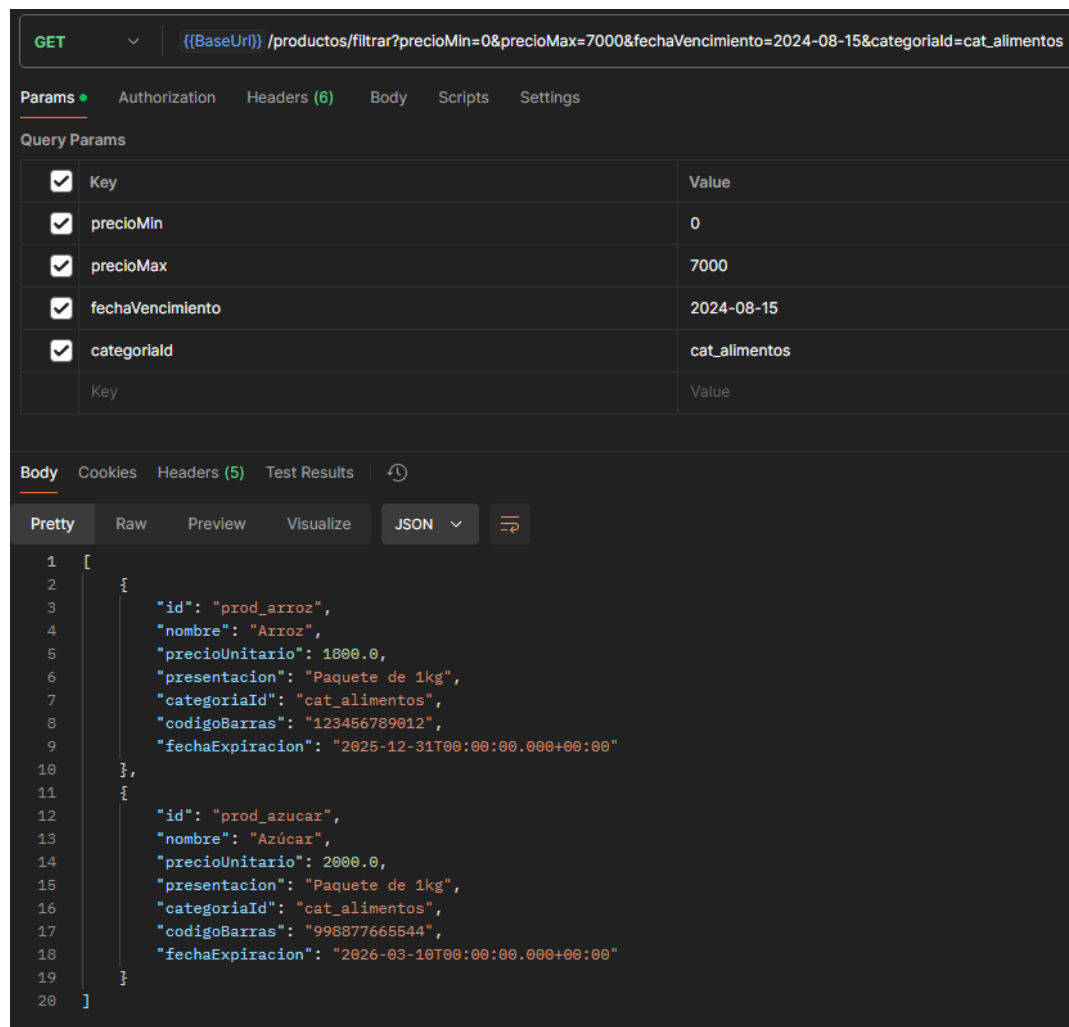 GET {{BaseUrl}} /productos/filtrar?precioMin=0&precioMax=7000&fechaVencimiento=2024-08-15&categoriaId=cat_alimentos
Params Authorization Headers (6) Body Scripts Settings
Query Params
Key Value
precioMin 0
precioMax 7000
fechaVencimiento 2024-08-15
categoriaId cat_alimentos
Key Value
Body Cookies Headers (5) Test Results
Pretty Raw Preview Visualize JSON
1 [
2 {
3 "id": "prod_arroz",
4 "nombre": "Arroz",
5 "precioUnitario": 1800.0,
6 "presentacion": "Paquete de 1kg",
7 "categoriaId": "cat_alimentos",
8 "codigoBarras": "123456789012",
9 "fechaExpiracion": "2025-12-31T00:00:00.000+00:00"
10 },
11 {
12 "id": "prod_azucar",
13 "nombre": "Azúcar",
14 "precioUnitario": 2000.0,
15 "presentacion": "Paquete de 1kg",
16 "categoriaId": "cat_alimentos",
17 "codigoBarras": "998877665544",
18 "fechaExpiracion": "2026-03-10T00:00:00.000+00:00"
19 }
20 ]